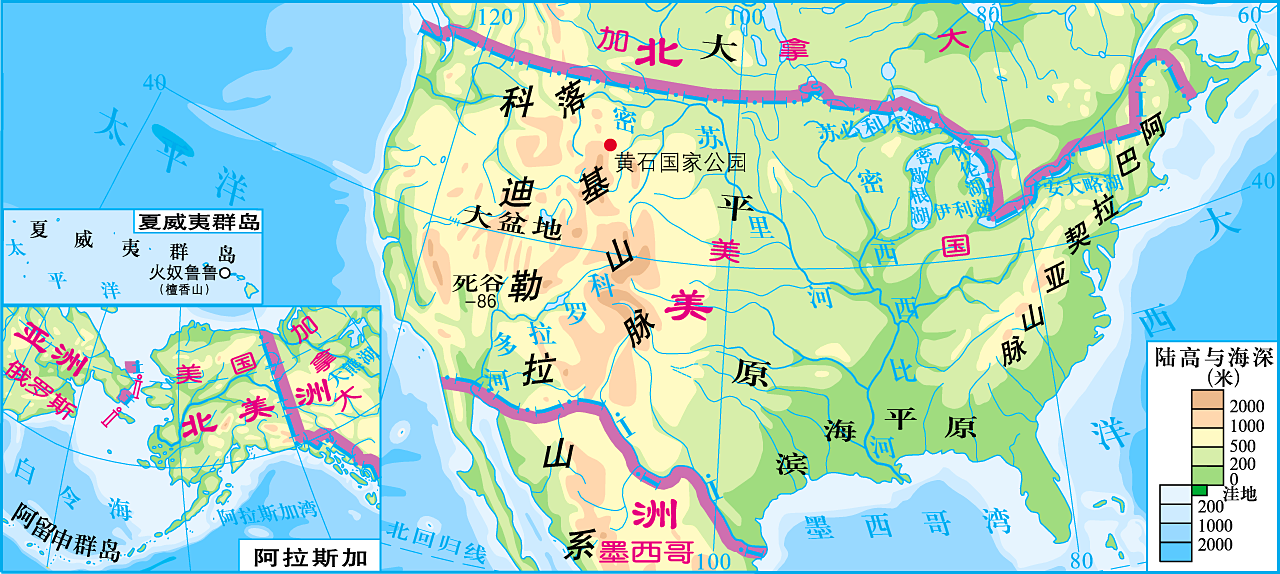 120
100
80
60
加拿大
北美洲
大平原
科迪勒拉山系
落基山脉
密苏里河
黄石国家公园
苏必利尔湖
密歇根湖
休伦湖
伊利湖
安大略湖
阿巴拉契亚山脉
40
太平洋
40
大西洋
夏威夷群岛
夏威夷群岛
太平洋
火奴鲁鲁
(檀香山)
大盆地
死谷
-86
科罗拉多河
美国
密西西比河
海滨平原
墨西哥湾
墨西哥
北回归线
100
80
亚洲
俄罗斯
美国
加拿大
大熊湖
北美洲
白令海
阿留申群岛
阿拉斯加湾
阿拉斯加
陆高与海深
(米)
2000
1000
500
200
0
洼地
200
1000
2000